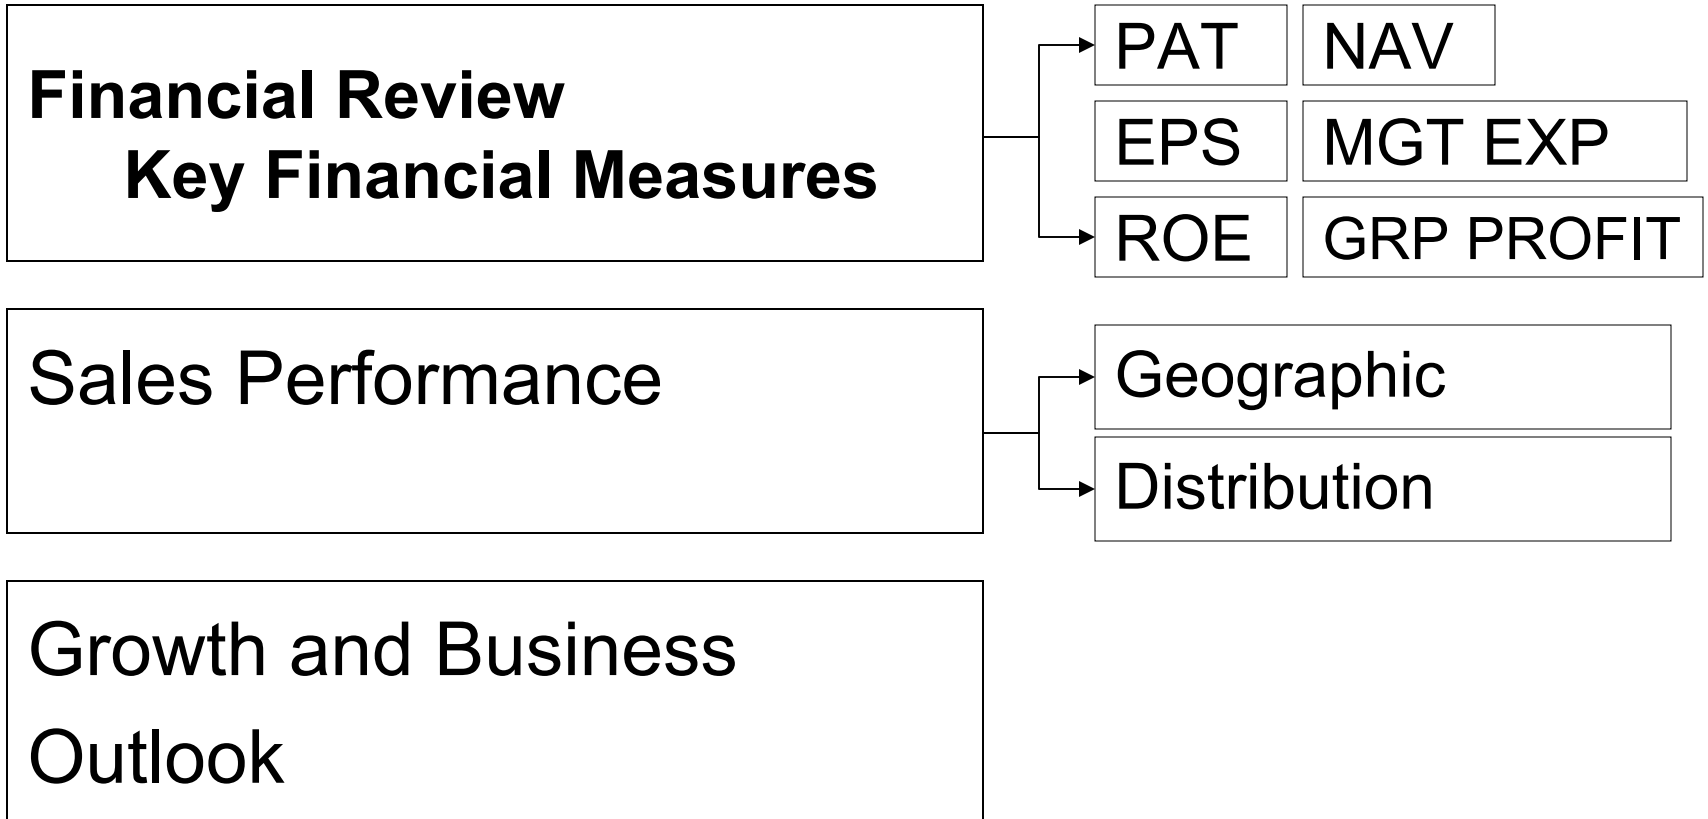 Financial Review
Key Financial Measures
PAT
NAV
EPS
MGT EXP
ROE
GRP PROFIT
Sales Performance
Geographic
Distribution
Growth and Business
Outlook